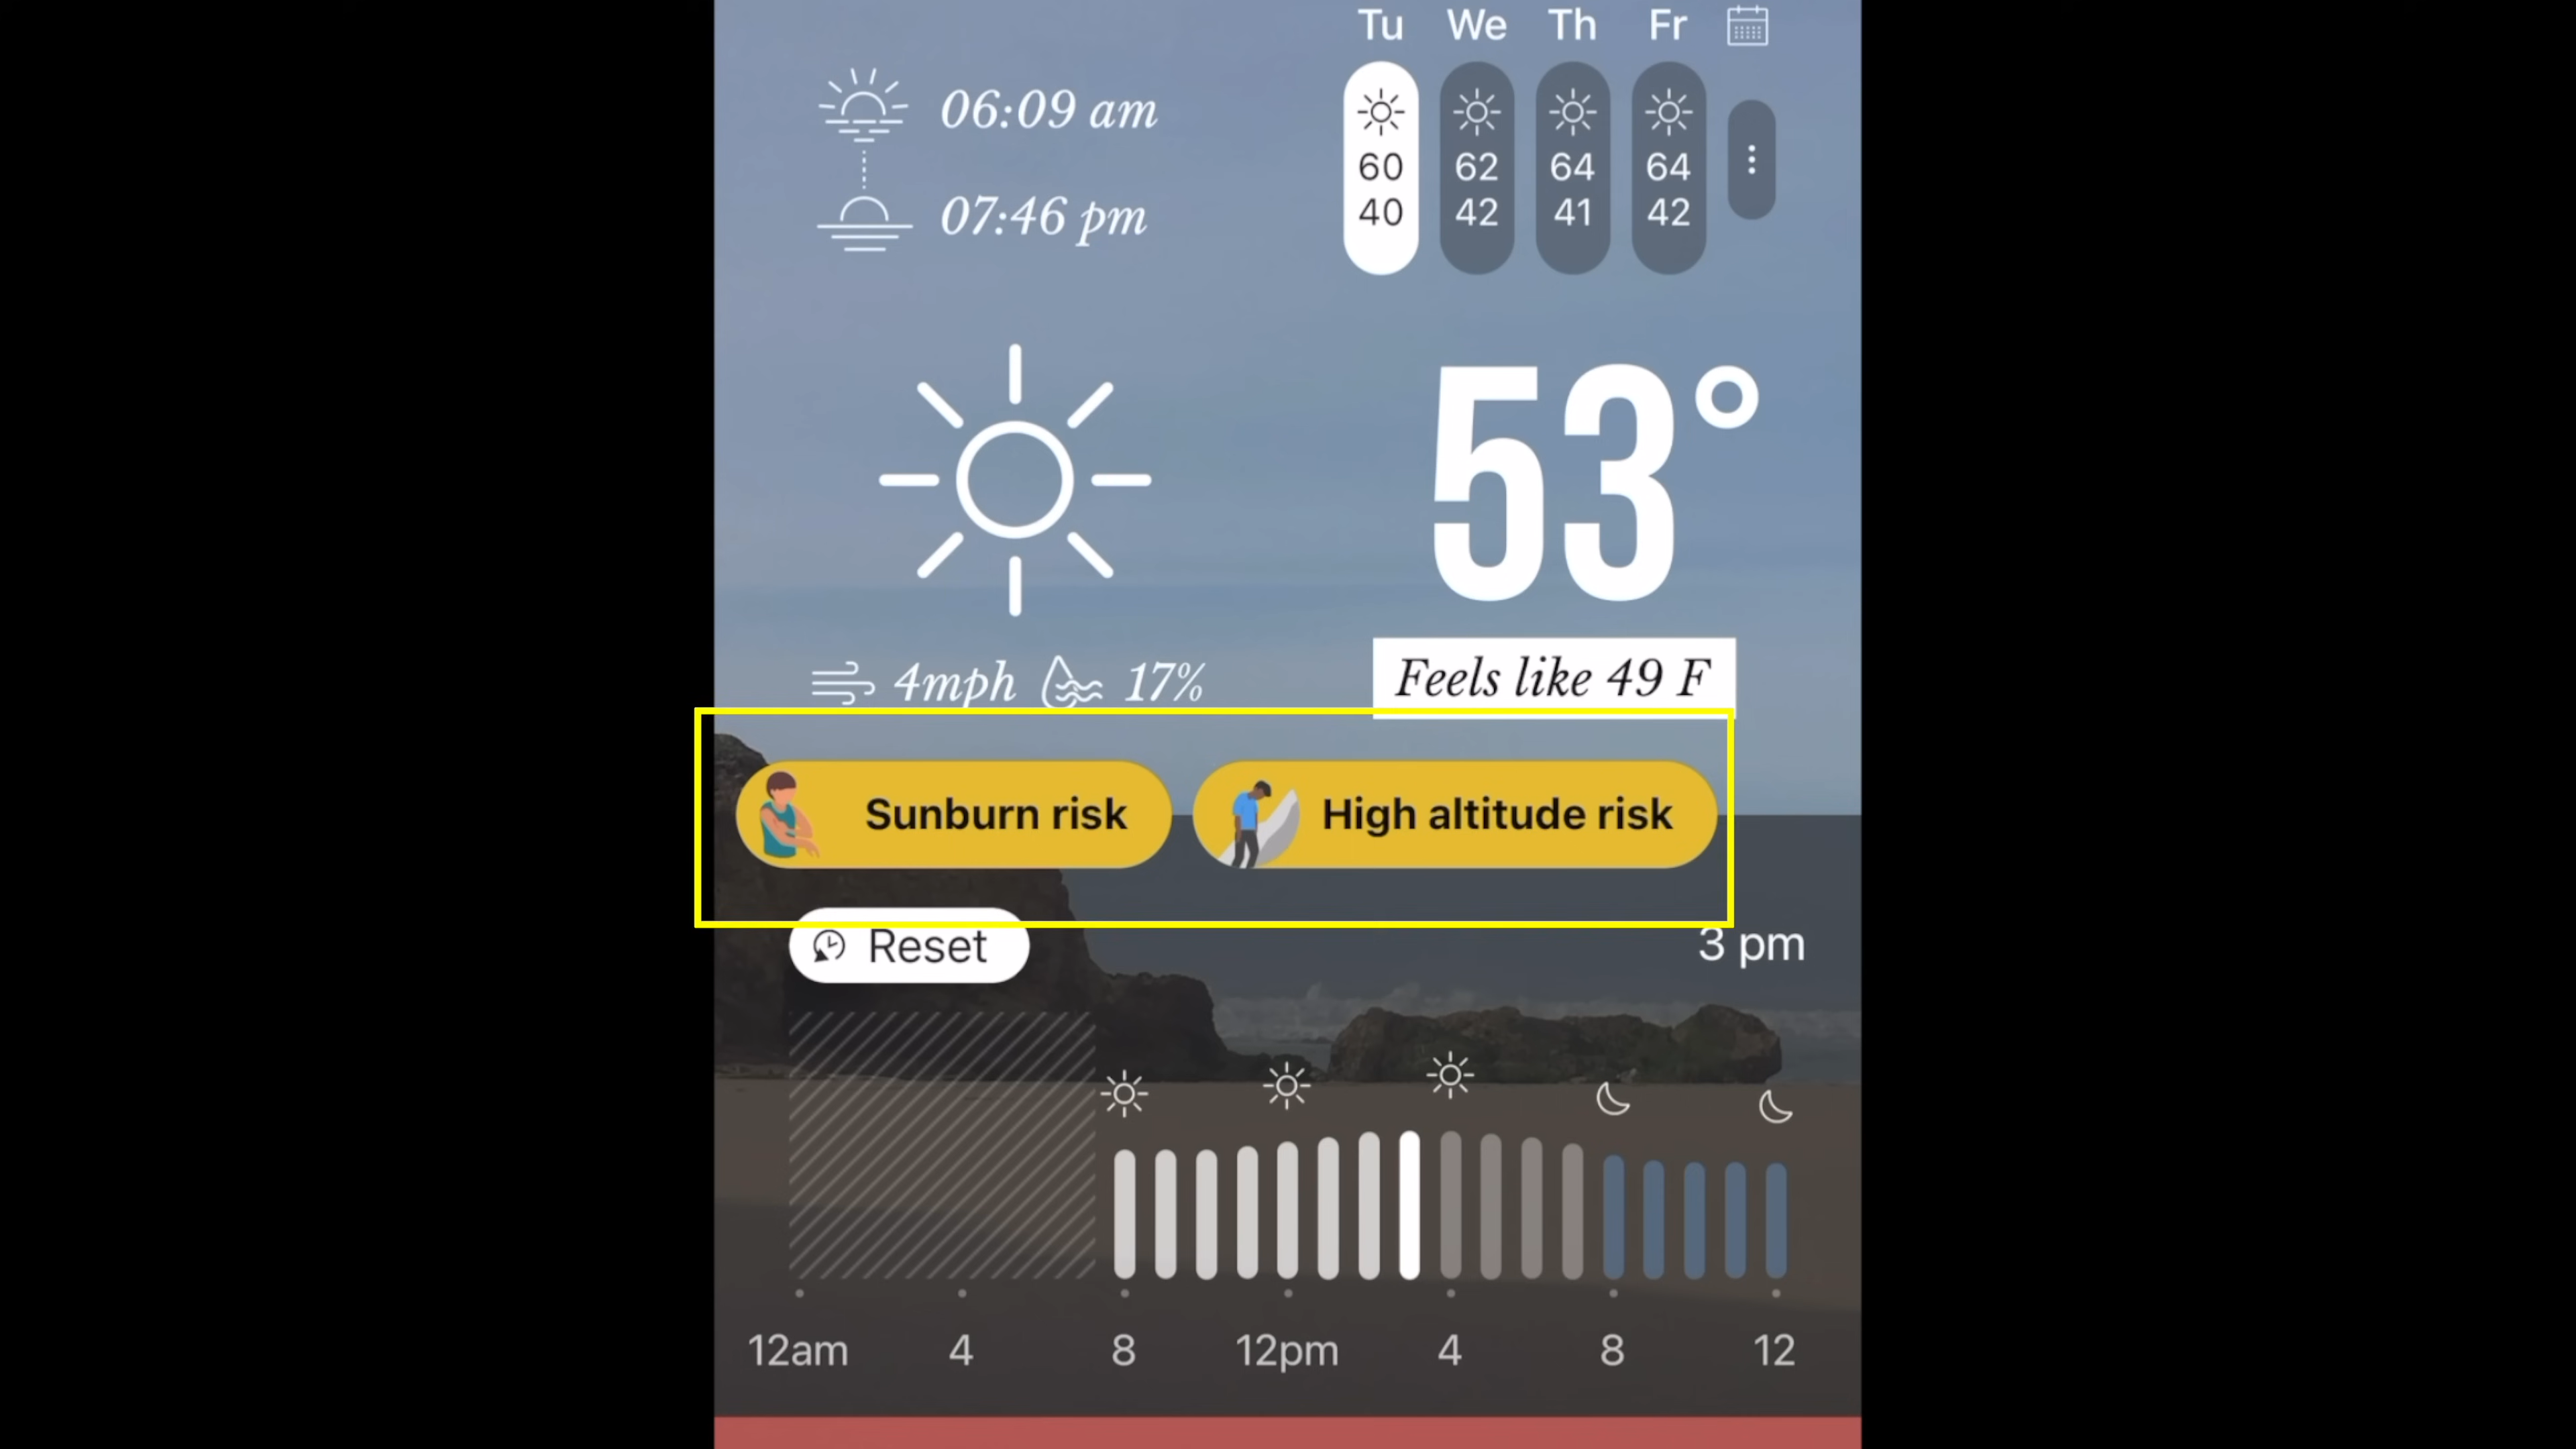 Tu We Th Fr
06:09 am
07:46 pm
60 62 64 64
40 42 41 42
53°
4mph 17%
Feels like 49 F
Sunburn risk
High altitude risk
Reset
3 pm
12am 4 8 12pm 4 8 12